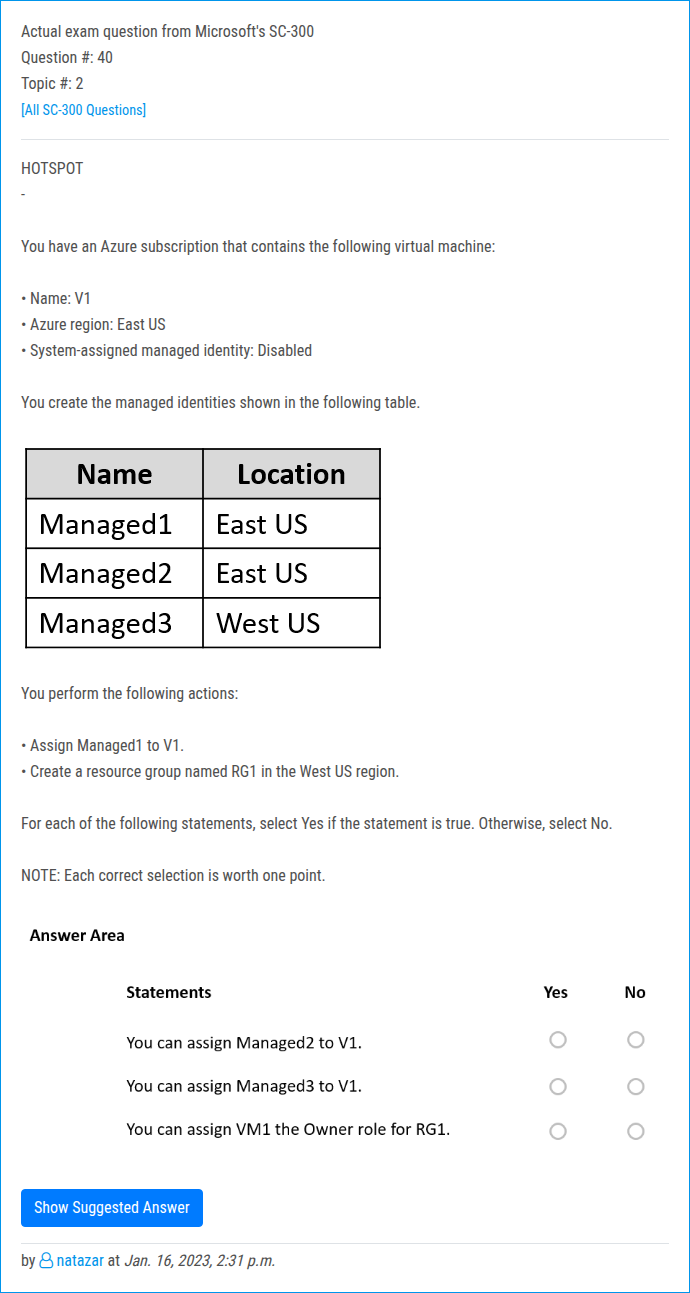 Actual exam question from Microsoft's SC-300
Question #: 40
Topic #: 2
[All SC-300 Questions]
HOTSPOT
-
You have an Azure subscription that contains the following virtual machine:
• Name: V1
• Azure region: East US
• System-assigned managed identity: Disabled
You create the managed identities shown in the following table.
Name Location
Managed1 East US
Managed2 East US
Managed3 West US
You perform the following actions:
• Assign Managed1 to V1.
• Create a resource group named RG1 in the West US region.
For each of the following statements, select Yes if the statement is true. Otherwise, select No.
NOTE: Each correct selection is worth one point.
Answer Area
Statements Yes No
You can assign Managed2 to V1.
You can assign Managed3 to V1.
You can assign VM1 the Owner role for RG1.
Show Suggested Answer
by natazar at Jan. 16, 2023, 2:31 p.m.